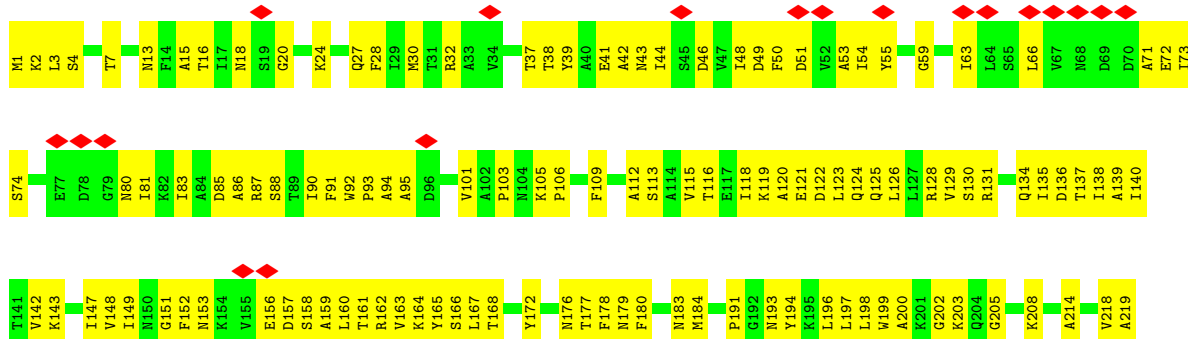 M1 K2 L3 S4 T7 N13 F14 A15 T16 I17 N18 S19 G20 K24 Q27 F28 I29 M30 T31 R32 A33 V34 T37 T38 Y39 A40 E41 A42 N43 I44 S45 D46 V47 I48 D49 F50 D51 V52 A53 I54 Y55 G59 I63 L64 S65 L66 V67 N68 D69 D70 A71 E72 I73
S74 E77 D78 G79 N80 I81 K82 I83 A84 D85 A86 R87 S88 T89 I90 F91 W92 P93 A94 A95 D96 V101 A102 P103 N104 K105 P106 F109 A112 S113 A114 V115 T116 E117 I118 K119 A120 E121 D122 L123 Q124 Q125 L126 L127 R128 V129 S130 R131 Q134 I135 D136 T137 I138 A139 I140
T141 V142 K143 I147 V148 I149 N150 G151 F152 N153 K154 V155 E156 D157 S158 A159 L160 T161 R162 V163 K164 Y165 S166 L167 T168 Y172 N176 T177 F178 N179 F180 N183 M184 P191 G192 N193 Y194 K195 L196 L197 L198 W199 A200 K201 G202 K203 Q204 G205 K208 A214 V218 A219